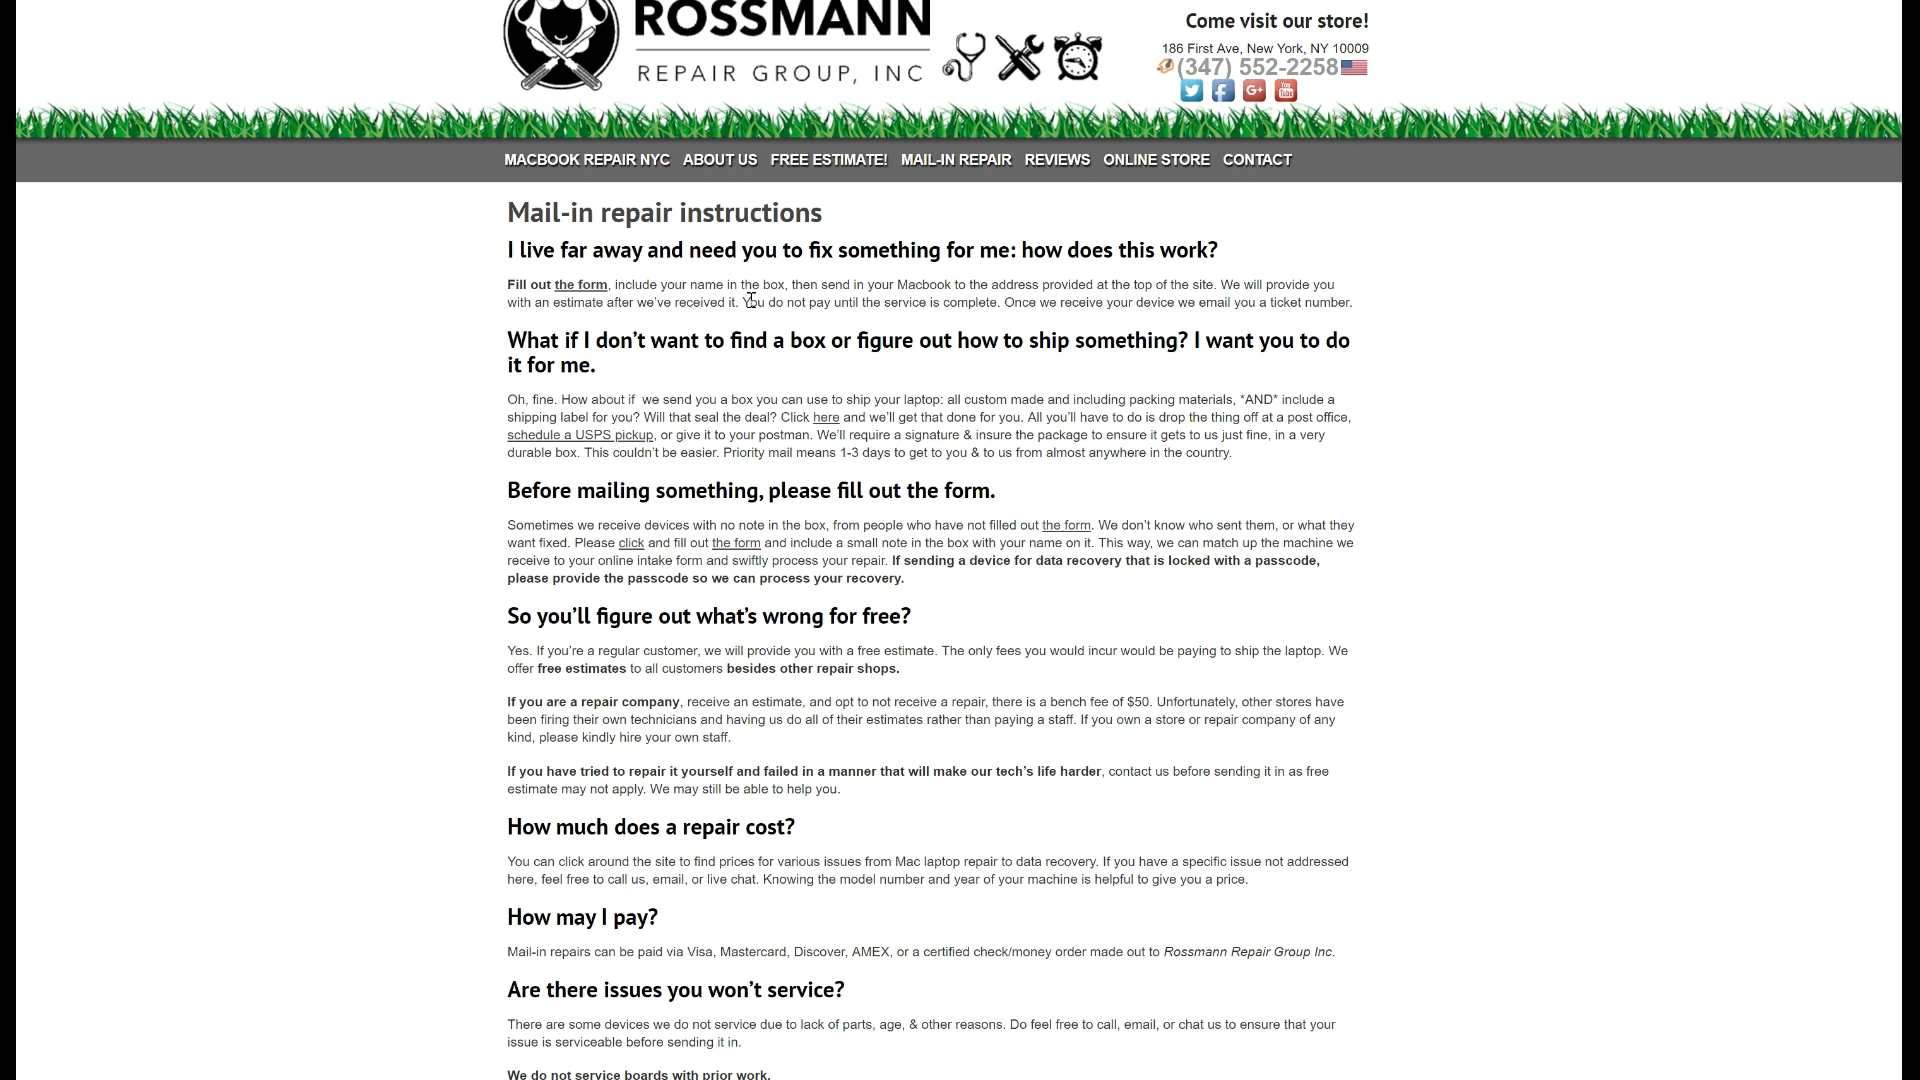 ROSSMANN
REPAIR GROUP, INC
Come visit our store!
186 First Ave, New York, NY 10009
(347) 552-2258
MACBOOK REPAIR NYC ABOUT US FREE ESTIMATE! MAIL-IN REPAIR REVIEWS ONLINE STORE CONTACT
Mail-in repair instructions
I live far away and need you to fix something for me: how does this work?
Fill out the form, include your name in the box, then send in your Macbook to the address provided at the top of the site. We will provide you
with an estimate after we've received it. You do not pay until the service is complete. Once we receive your device we email you a ticket number.
What if I don't want to find a box or figure out how to ship something? I want you to do
it for me.
Oh, fine. How about if we send you a box you can use to ship your laptop: all custom made and including packing materials, *AND* include a
shipping label for you? Will that seal the deal? Click here and we'll get that done for you. All you'll have to do is drop the thing off at a post office,
schedule a USPS pickup, or give it to your postman. We'll require a signature & insure the package to ensure it gets to us just fine, in a very
durable box. This couldn't be easier. Priority mail means 1-3 days to get to you & to us from almost anywhere in the country.
Before mailing something, please fill out the form.
Sometimes we receive devices with no note in the box, from people who have not filled out the form. We don't know who sent them, or what they
want fixed. Please click and fill out the form and include a small note in the box with your name on it. This way, we can match up the machine we
receive to your online intake form and swiftly process your repair. If sending a device for data recovery that is locked with a passcode,
please provide the passcode so we can process your recovery.
So you'll figure out what's wrong for free?
Yes. If you're a regular customer, we will provide you with a free estimate. The only fees you would incur would be paying to ship the laptop. We
offer free estimates to all customers besides other repair shops.
If you are a repair company, receive an estimate, and opt to not receive a repair, there is a bench fee of $50. Unfortunately, other stores have
been firing their own technicians and having us do all of their estimates rather than paying a staff. If you own a store or repair company of any
kind, please kindly hire your own staff.
If you have tried to repair it yourself and failed in a manner that will make our tech's life harder, contact us before sending it in as free
estimate may not apply. We may still be able to help you.
How much does a repair cost?
You can click around the site to find prices for various issues from Mac laptop repair to data recovery. If you have a specific issue not addressed
here, feel free to call us, email, or live chat. Knowing the model number and year of your machine is helpful to give you a price.
How may I pay?
Mail-in repairs can be paid via Visa, Mastercard, Discover, AMEX, or a certified check/money order made out to Rossmann Repair Group Inc.
Are there issues you won't service?
There are some devices we do not service due to lack of parts, age, & other reasons. Do feel free to call, email, or chat us to ensure that your
issue is serviceable before sending it in.
We do not service boards with prior work.